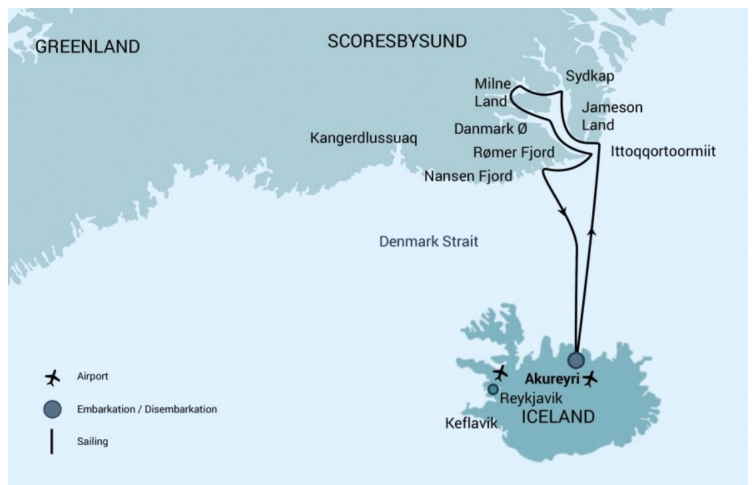 GREENLAND
SCORESBYSUND
Sydkap
Milne
Land
Jameson
Land
Danmark Ø
Kangerdlussuaq
Rømer Fjord
Ittoqqortoormiit
Nansen Fjord
Denmark Strait
Akureyri
Reykjavik
ICELAND
Keflavik
Airport
Embarkation / Disembarkation
Sailing